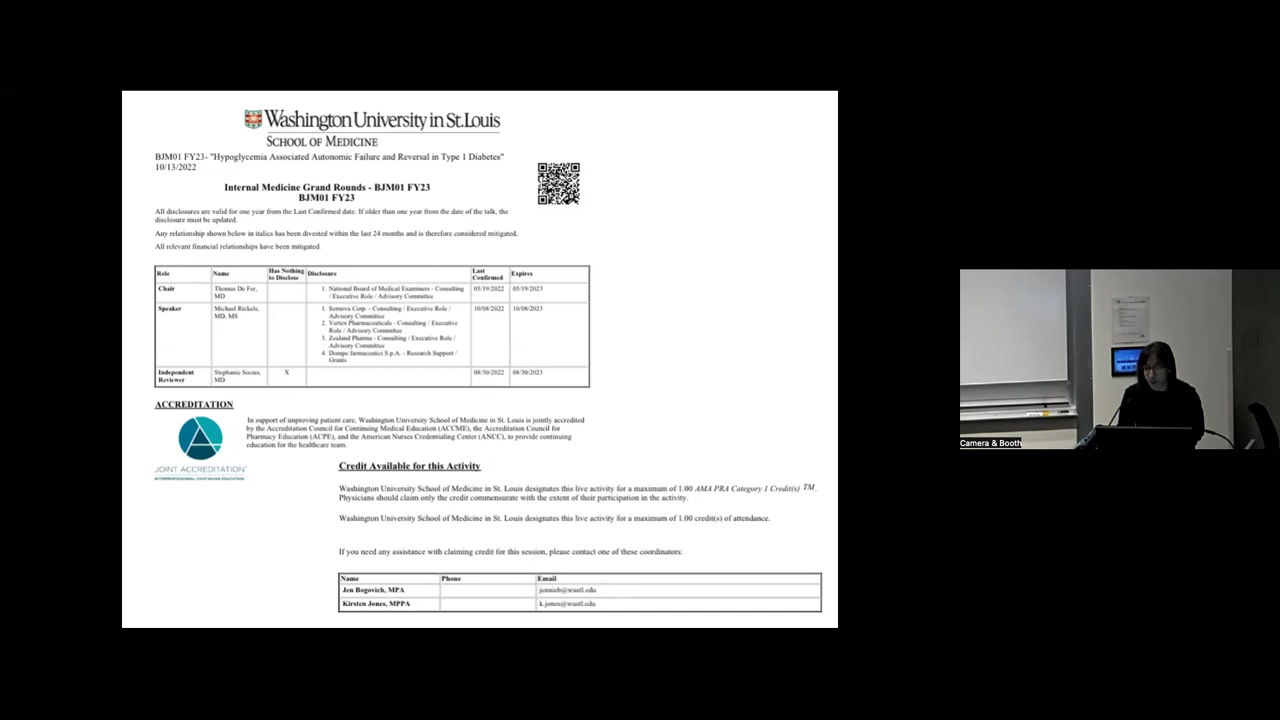 Washington University in St. Louis
SCHOOL OF MEDICINE
BJM01 FY23- "Hypoglycemia Associated Autonomic Failure and Reversal in Type 1 Diabetes"
10/13/2022
Internal Medicine Grand Rounds - BJM01 FY23
BJM01 FY23
All disclosures are valid for one year from the Last Confirmed date. If older than one year from the date of the talk, the
disclosure must be updated.
Any relationship shown below in italics has been divested within the last 24 months and is therefore considered mitigated.
All relevant financial relationships have been mitigated.
Role Name Has Nothing to Disclose Disclosure Last Confirmed Expires
Chair Thomas De Fer, MD 1. National Board of Medical Examiners - Consulting / Executive Role / Advisory Committee 05/19/2022 05/19/2023
Speaker Michael Rickels, MD, MS 1. Sernova Corp. - Consulting / Executive Role / Advisory Committee 10/08/2022 10/08/2023
2. Vertex Pharmaceuticals - Consulting / Executive Role / Advisory Committee
3. Zealand Pharma - Consulting / Executive Role / Advisory Committee
4. Dompe farmaceutici S.p.A. - Research Support / Grants
Independent Reviewer Stephanie Socias, MD X 08/30/2022 08/30/2023
ACCREDITATION
JOINT ACCREDITATION™
INTERPROFESSIONAL CONTINUING EDUCATION
In support of improving patient care, Washington University School of Medicine in St. Louis is jointly accredited
by the Accreditation Council for Continuing Medical Education (ACCME), the Accreditation Council for
Pharmacy Education (ACPE), and the American Nurses Credentialing Center (ANCC), to provide continuing
education for the healthcare team.
Credit Available for this Activity
Washington University School of Medicine in St. Louis designates this live activity for a maximum of 1.00 AMA PRA Category 1 Credit(s) TM.
Physicians should claim only the credit commensurate with the extent of their participation in the activity.
Washington University School of Medicine in St. Louis designates this live activity for a maximum of 1.00 credit(s) of attendance.
If you need any assistance with claiming credit for this session, please contact one of these coordinators:
Name Phone Email
Jen Bogovich, MPA jennieb@wustl.edu
Kirsten Jones, MPPA k.jones@wustl.edu
Camera & Booth